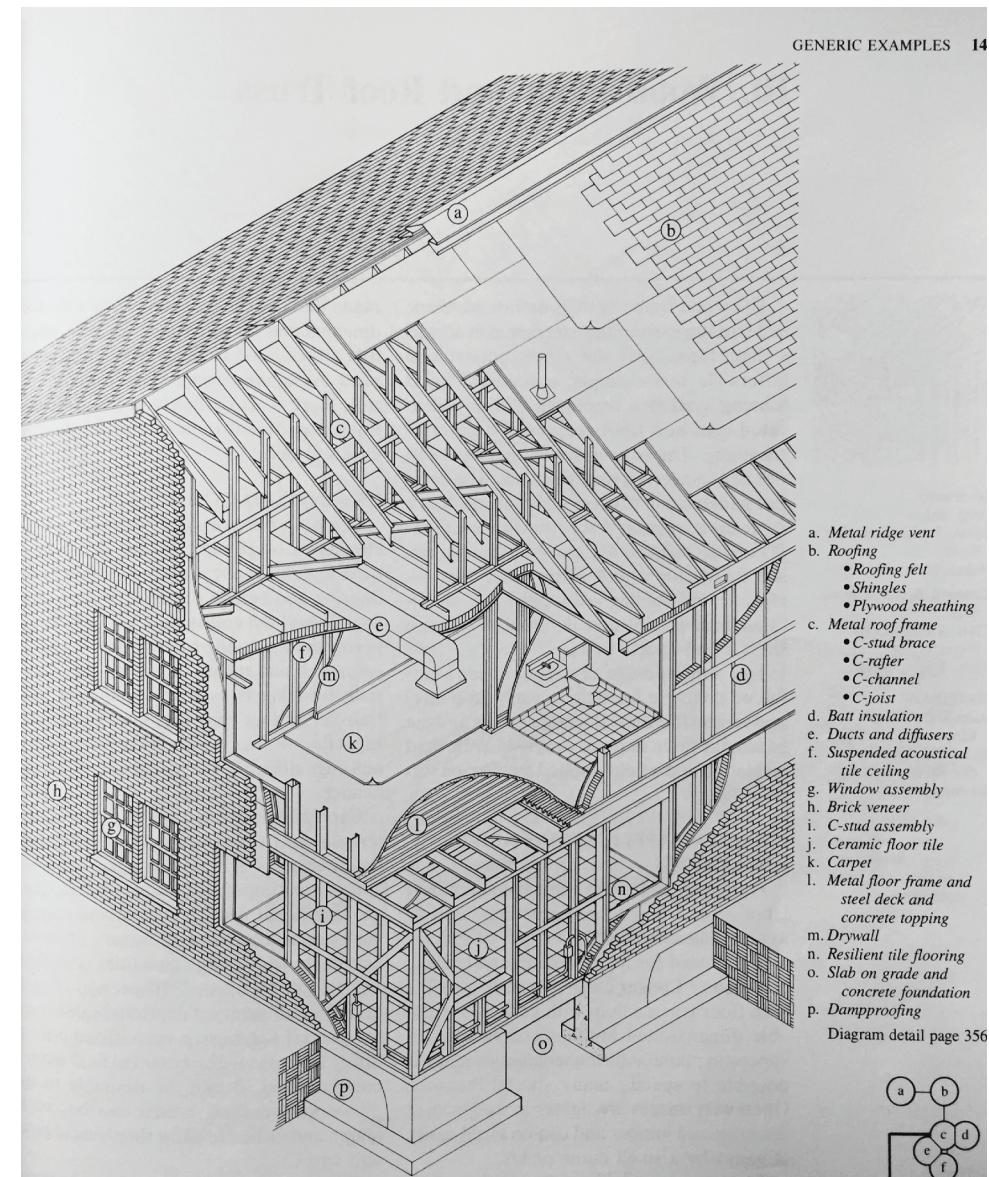 GENERIC EXAMPLES 14
a
b
c
e
f
m
d
k
h
g
l
n
i
j
o
p
a. Metal ridge vent
b. Roofing
• Roofing felt
• Shingles
• Plywood sheathing
c. Metal roof frame
• C-stud brace
• C-rafter
• C-channel
• C-joist
d. Batt insulation
e. Ducts and diffusers
f. Suspended acoustical
tile ceiling
g. Window assembly
h. Brick veneer
i. C-stud assembly
j. Ceramic floor tile
k. Carpet
l. Metal floor frame and
steel deck and
concrete topping
m. Drywall
n. Resilient tile flooring
o. Slab on grade and
concrete foundation
p. Dampproofing
Diagram detail page 356
a b
c d
e
f